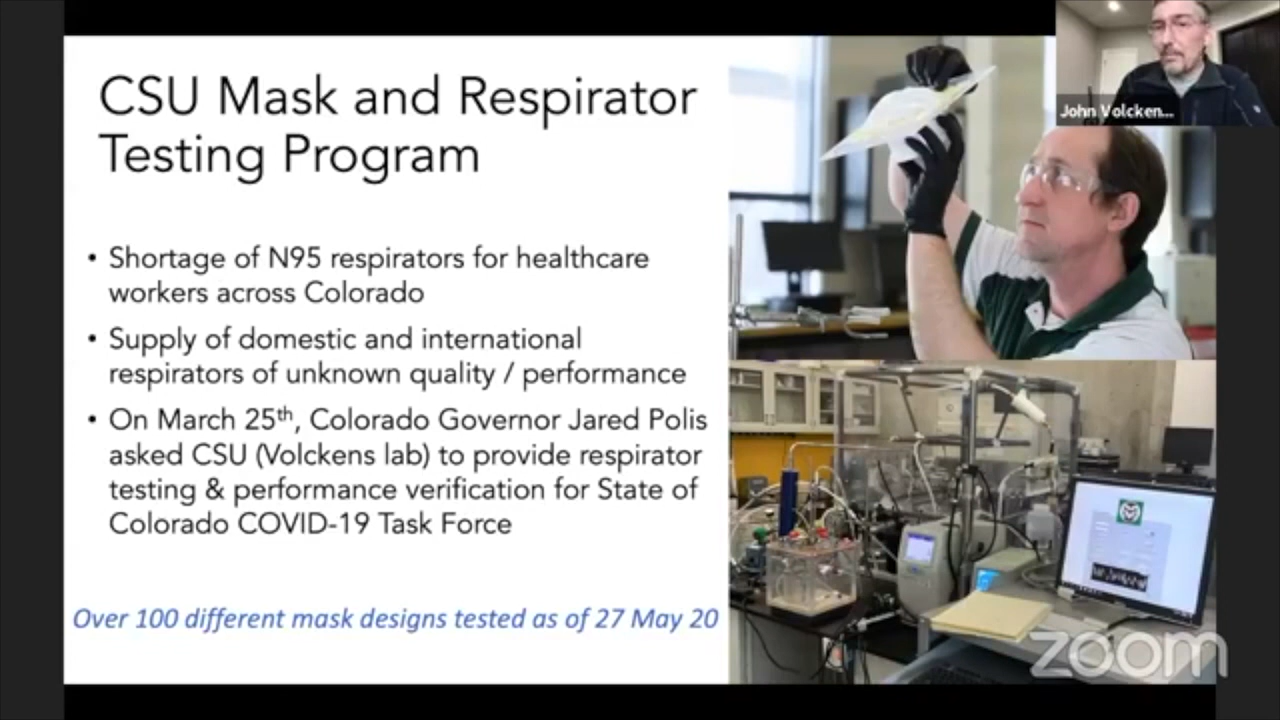 CSU Mask and Respirator
Testing Program
• Shortage of N95 respirators for healthcare
workers across Colorado
• Supply of domestic and international
respirators of unknown quality / performance
• On March 25th, Colorado Governor Jared Polis
asked CSU (Volckens lab) to provide respirator
testing & performance verification for State of
Colorado COVID-19 Task Force
Over 100 different mask designs tested as of 27 May 20
John Volcken...
zoom